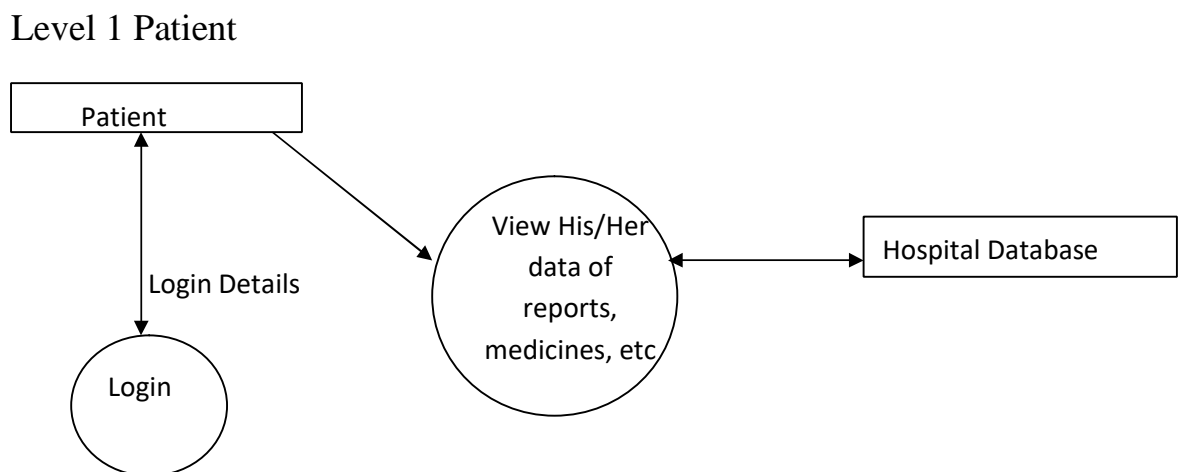 Level 1 Patient
Patient
Login Details
Login
View His/Her
data of
reports,
medicines, etc
Hospital Database